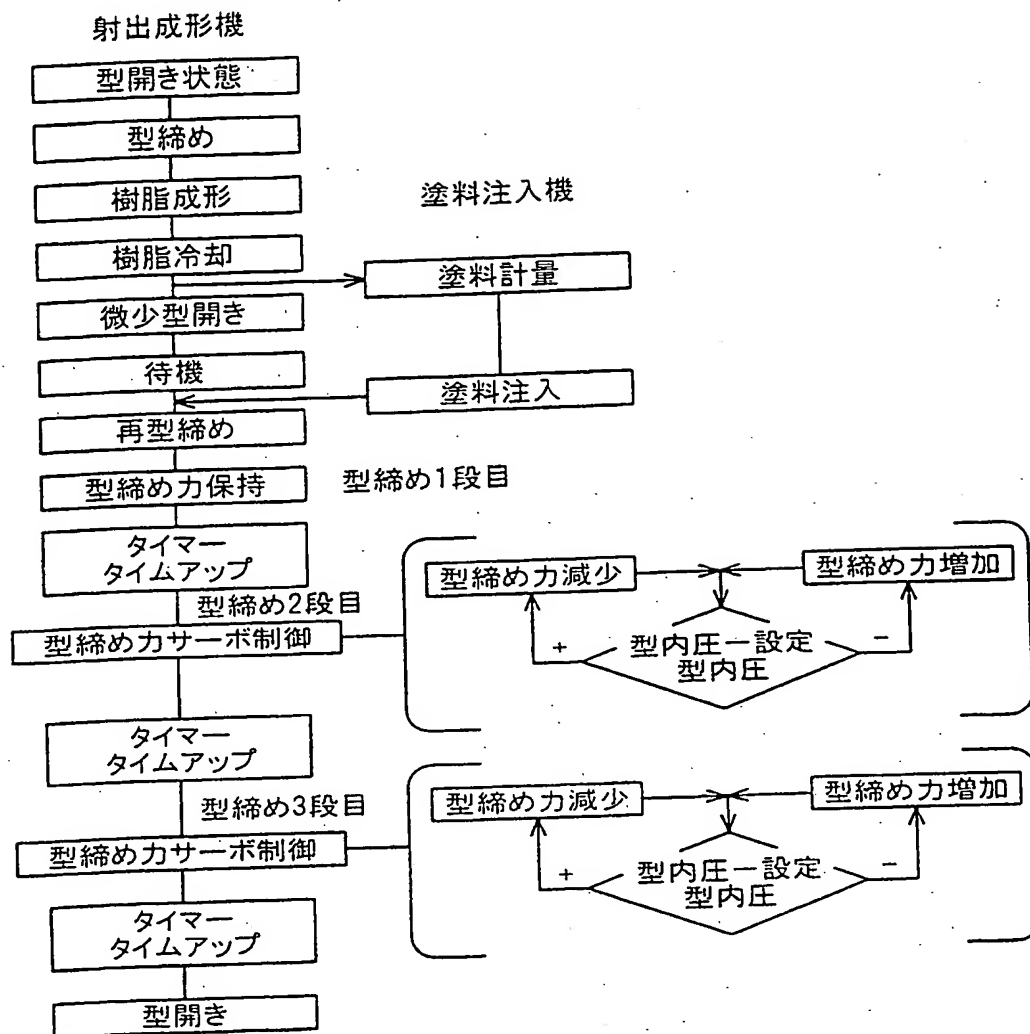 射出成形機
型開き状態
型締め
樹脂成形
塗料注入機
樹脂冷却
塗料計量
微少型開き
待機
塗料注入
再型締め
型締め力保持
型締め1段目
タイマー
タイムアップ
型締め力減少
型締め力増加
型締め2段目
型締め力サーボ制御
+
型内圧ー設定
型内圧
−
タイマー
タイムアップ
型締め力減少
型締め力増加
型締め3段目
型締め力サーボ制御
+
型内圧ー設定
型内圧
−
タイマー
タイムアップ
型開き